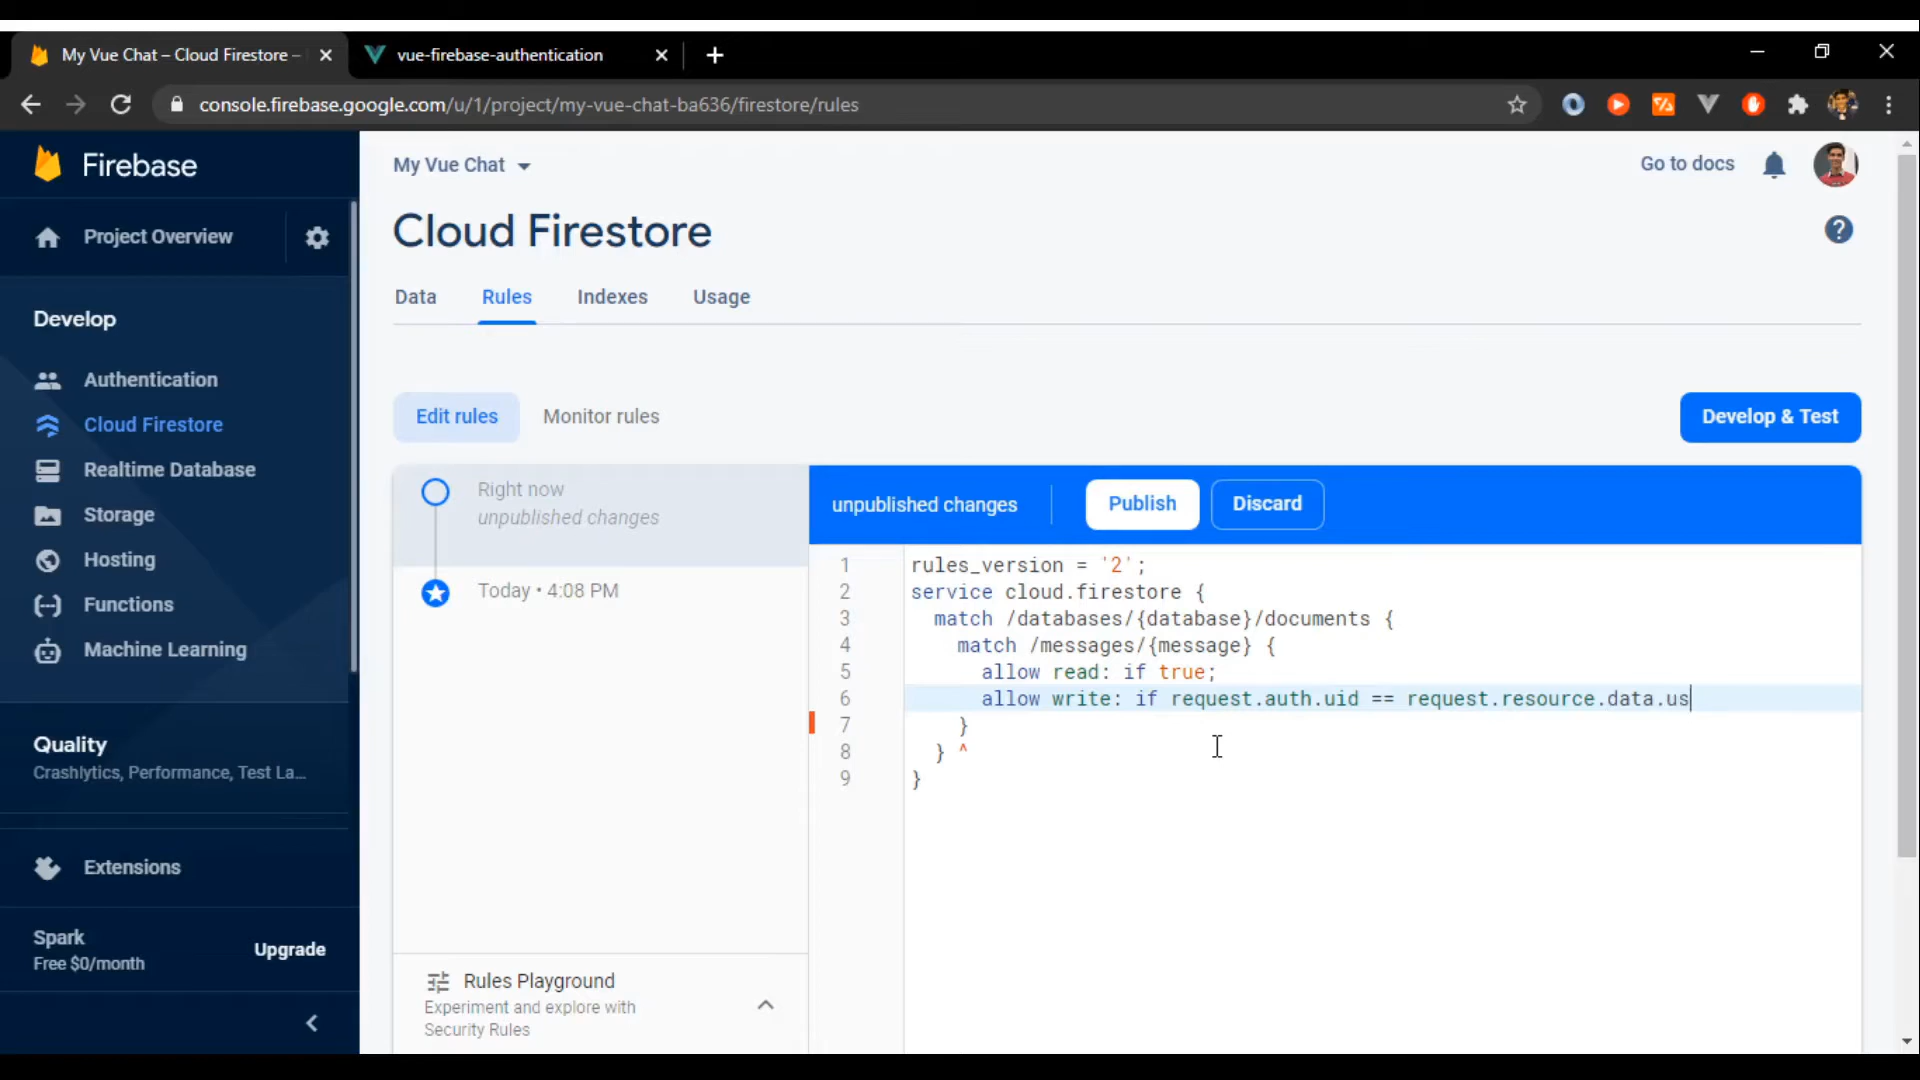 My Vue Chat – Cloud Firestore –
vue-firebase-authentication
console.firebase.google.com/u/1/project/my-vue-chat-ba636/firestore/rules
Firebase
Project Overview
Develop
Authentication
Cloud Firestore
Realtime Database
Storage
Hosting
Functions
Machine Learning
Quality
Crashlytics, Performance, Test La...
Extensions
Spark
Free $0/month
Upgrade
My Vue Chat
Go to docs
Cloud Firestore
Data
Rules
Indexes
Usage
Edit rules
Monitor rules
Develop & Test
Right now
unpublished changes
Today • 4:08 PM
Rules Playground
Experiment and explore with
Security Rules
unpublished changes
Publish
Discard
1 rules_version = '2';
2 service cloud.firestore {
3 match /databases/{database}/documents {
4 match /messages/{message} {
5 allow read: if true;
6 allow write: if request.auth.uid == request.resource.data.us
7 }
8 } ^
9 }